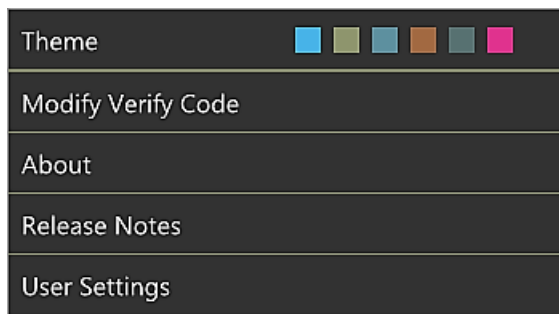 Theme
Modify Verify Code
About
Release Notes
User Settings